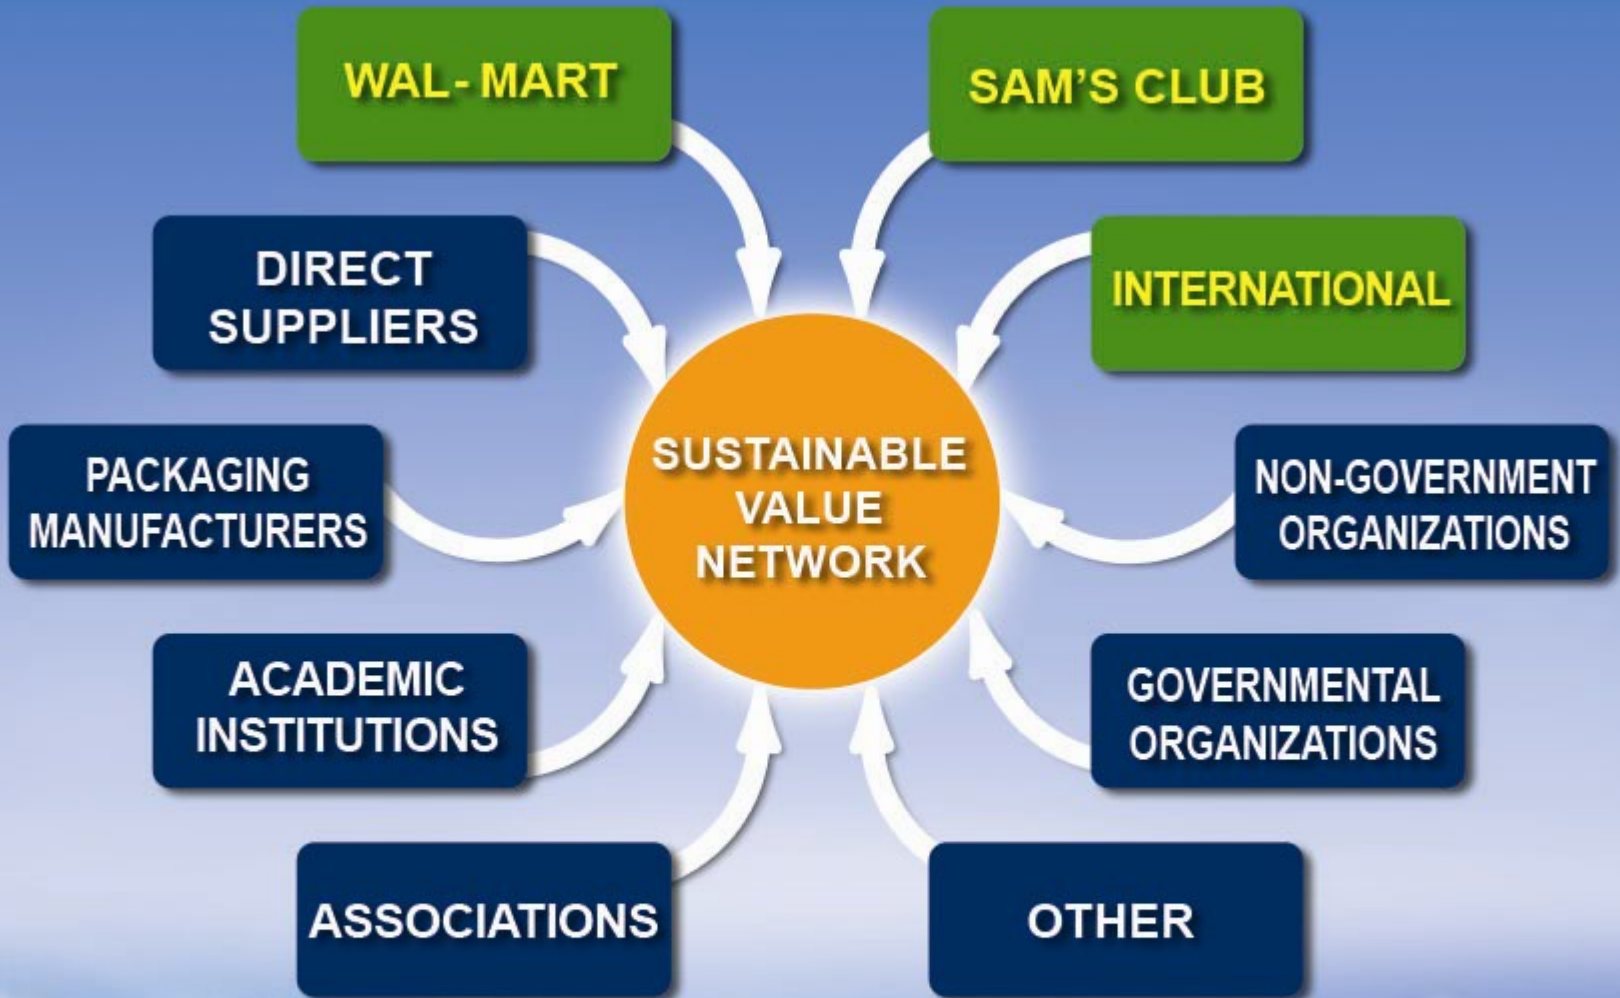 WAL- MART
SAM'S CLUB
DIRECT
SUPPLIERS
INTERNATIONAL
PACKAGING
MANUFACTURERS
SUSTAINABLE
VALUE
NETWORK
NON-GOVERNMENT
ORGANIZATIONS
ACADEMIC
INSTITUTIONS
GOVERNMENTAL
ORGANIZATIONS
ASSOCIATIONS
OTHER